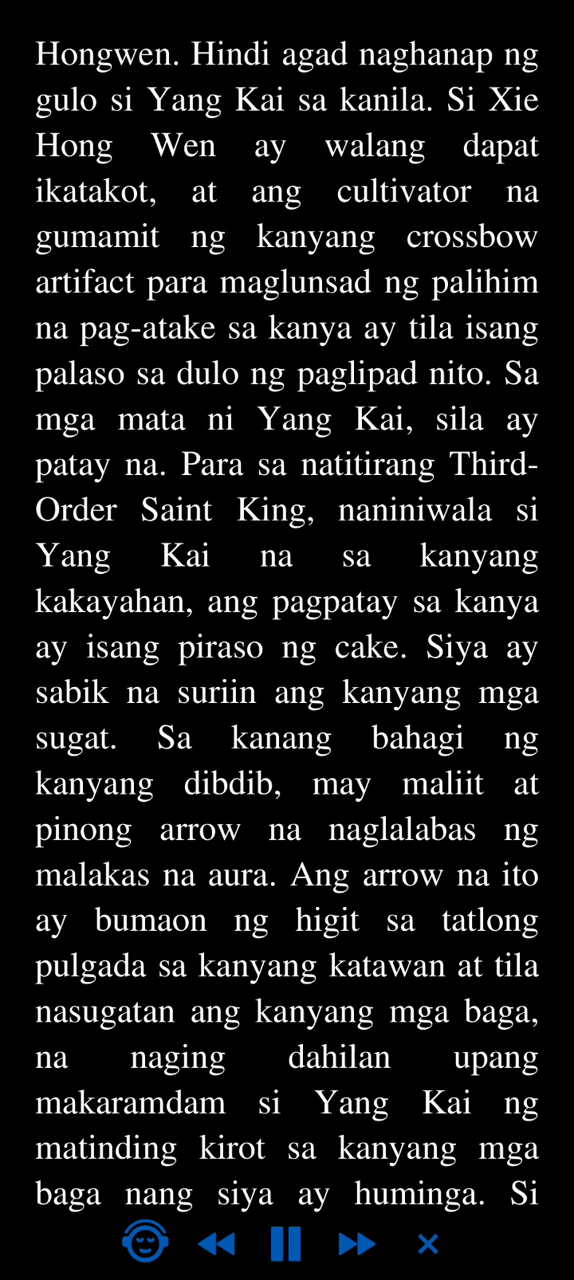 Hongwen. Hindi agad naghanap ng
gulo si Yang Kai sa kanila. Si Xie
Hong Wen ay walang dapat
ikatakot, at ang cultivator na
gumamit ng kanyang crossbow
artifact para maglunsad ng palihim
na pag-atake sa kanya ay tila isang
palaso sa dulo ng paglipad nito. Sa
mga mata ni Yang Kai, sila ay
patay na. Para sa natitirang Third-
Order Saint King, naniniwala si
Yang Kai na sa kanyang
kakayahan, ang pagpatay sa kanya
ay isang piraso ng cake. Siya ay
sabik na suriin ang kanyang mga
sugat. Sa kanang bahagi ng
kanyang dibdib, may maliit at
pinong arrow na naglalabas ng
malakas na aura. Ang arrow na ito
ay bumaon ng higit sa tatlong
pulgada sa kanyang katawan at tila
nasugatan ang kanyang mga baga,
na naging dahilan upang
makaramdam si Yang Kai ng
matinding kirot sa kanyang mga
baga nang siya ay huminga. Si